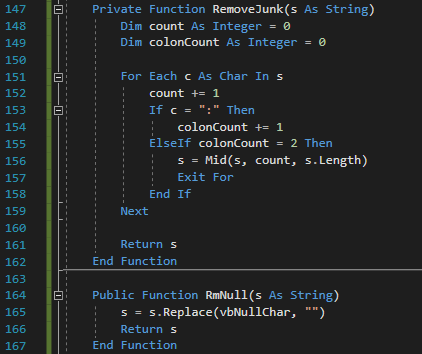 147 Private Function RemoveJunk(s As String)
148 Dim count As Integer = 0
149 Dim colonCount As Integer = 0
150
151 For Each c As Char In s
152 count += 1
153 If c = ":" Then
154 colonCount += 1
155 ElseIf colonCount = 2 Then
156 s = Mid(s, count, s.Length)
157 Exit For
158 End If
159 Next
160
161 Return s
162 End Function
163
164 Public Function RmNull(s As String)
165 s = s.Replace(vbNullChar, "")
166 Return s
167 End Function